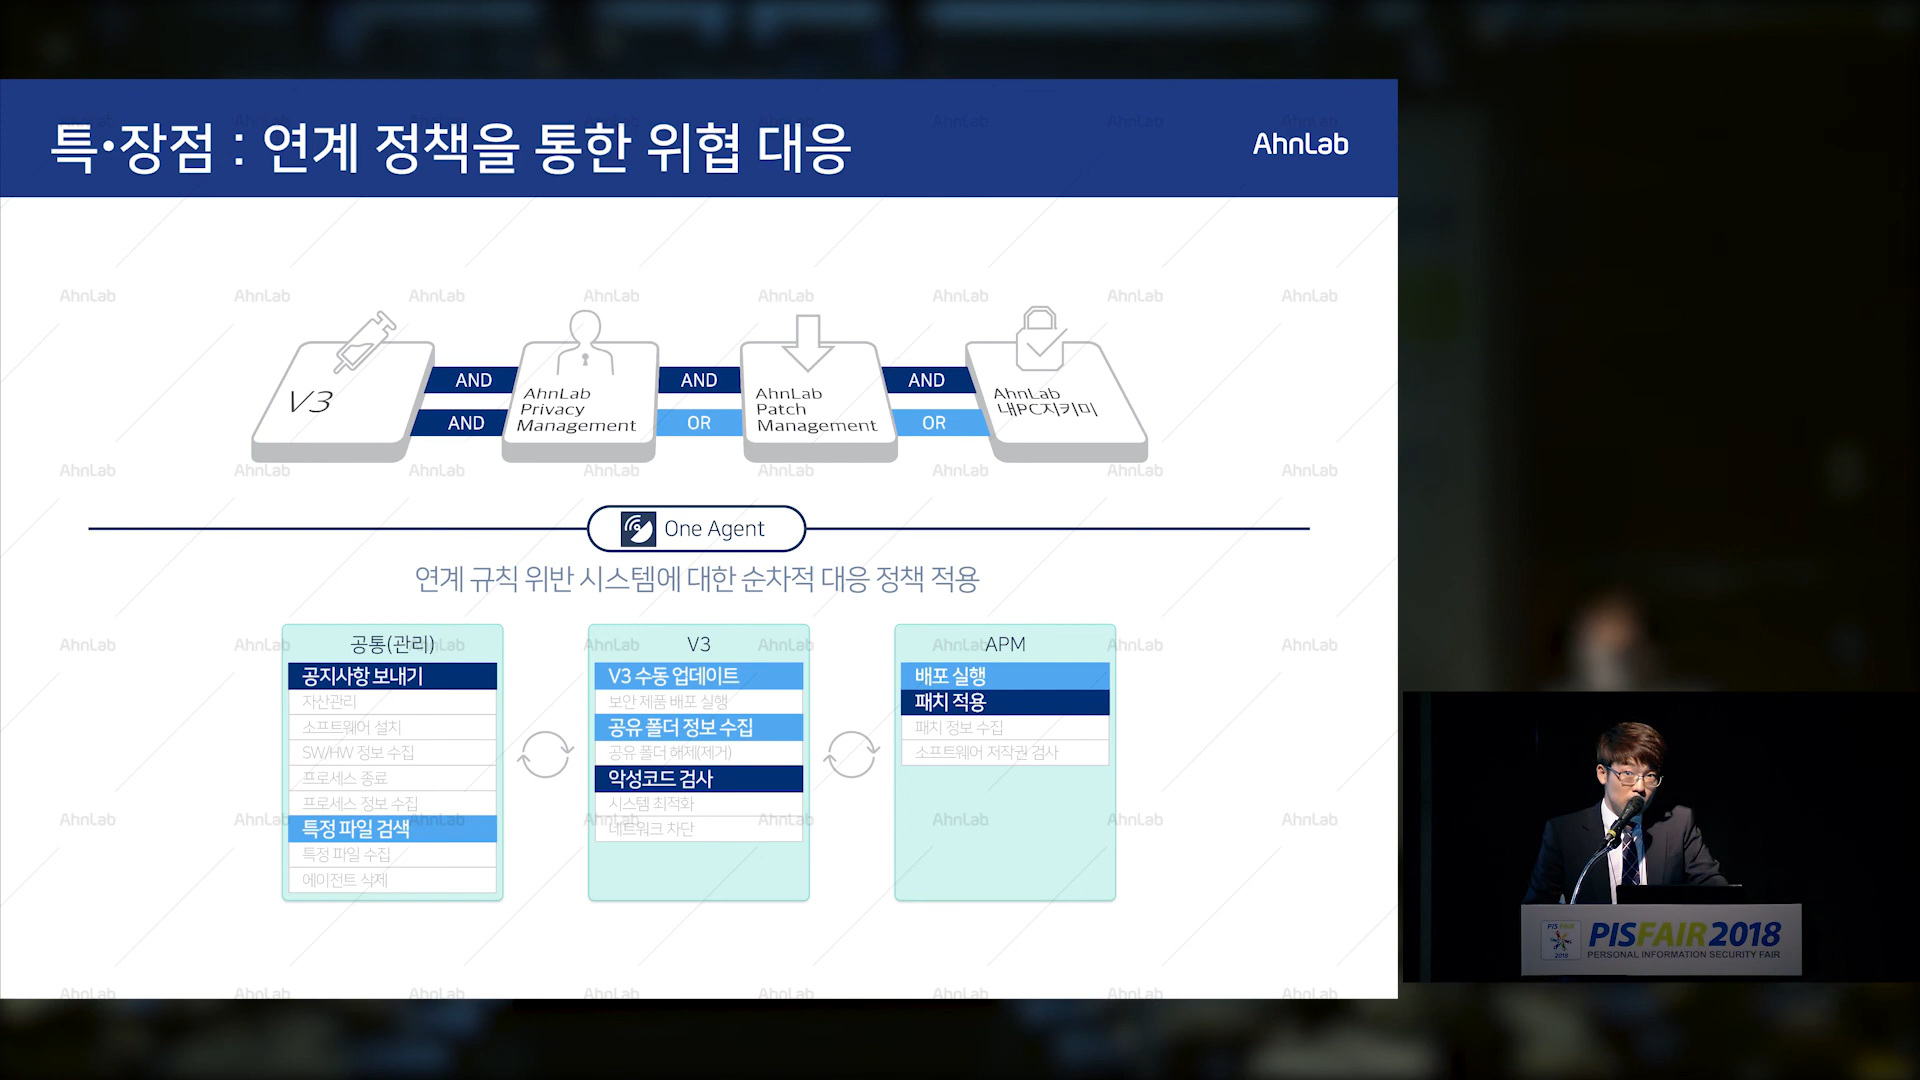 특•장점 : 연계 정책을 통한 위협 대응
AhnLab
V3
AND
AND
AhnLab
Privacy
Management
AND
OR
AhnLab
Patch
Management
AND
OR
AhnLab
내PC지키미
One Agent
연계 규칙 위반 시스템에 대한 순차적 대응 정책 적용
공통(관리)
공지사항 보내기
자산관리
소프트웨어 설치
SW/HW 정보 수집
프로세스 종료
프로세스 정보 수집
특정 파일 검색
특정 파일 수집
에이전트 삭제
V3
V3 수동 업데이트
보안 제품 배포 실행
공유 폴더 정보 수집
공유 폴더 해제(제거)
악성코드 검사
시스템 최적화
네트워크 차단
APM
배포 실행
패치 적용
패치 정보 수집
소프트웨어 저작권 검사
PIS FAIR
2018
PISFAIR2018
PERSONAL INFORMATION SECURITY FAIR